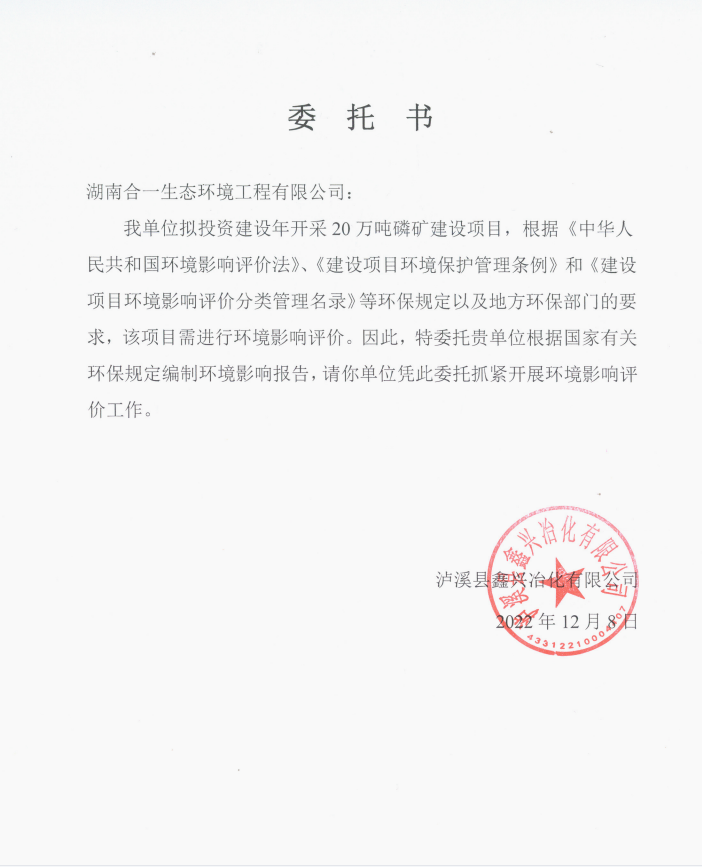 委 托 书
湖南合一生态环境工程有限公司：
我单位拟投资建设年开采 20 万吨磷矿建设项目，根据《中华人
民共和国环境影响评价法》、《建设项目环境保护管理条例》和《建设
项目环境影响评价分类管理名录》等环保规定以及地方环保部门的要
求，该项目需进行环境影响评价。因此，特委托贵单位根据国家有关
环保规定编制环境影响报告，请你单位凭此委托抓紧开展环境影响评
价工作。
泸溪县鑫兴冶化有限公司
2022 年 12 月 8 日
泸溪县鑫兴冶化有限公司